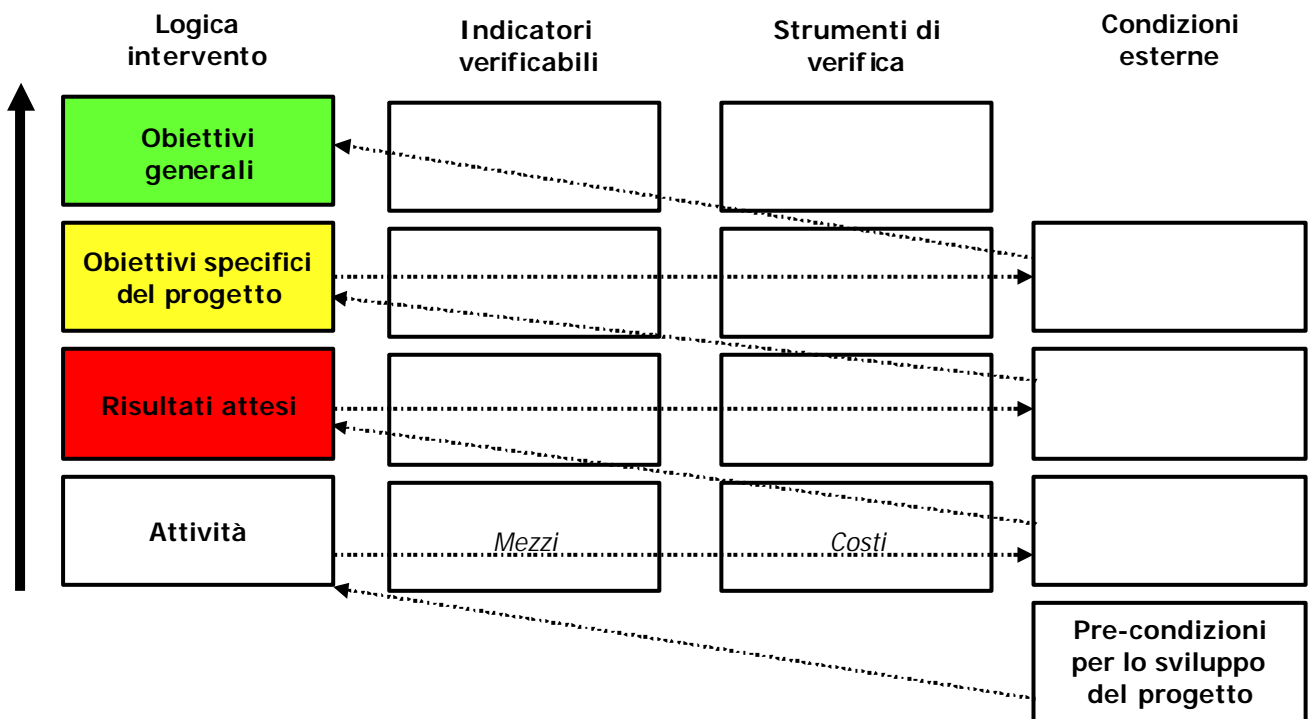 Logica
intervento
Indicatori
verificabili
Strumenti di
verifica
Condizioni
esterne
Obiettivi
generali
Obiettivi specifici
del progetto
Risultati attesi
Attività
Mezzi
Costi
Pre-condizioni
per lo sviluppo
del progetto